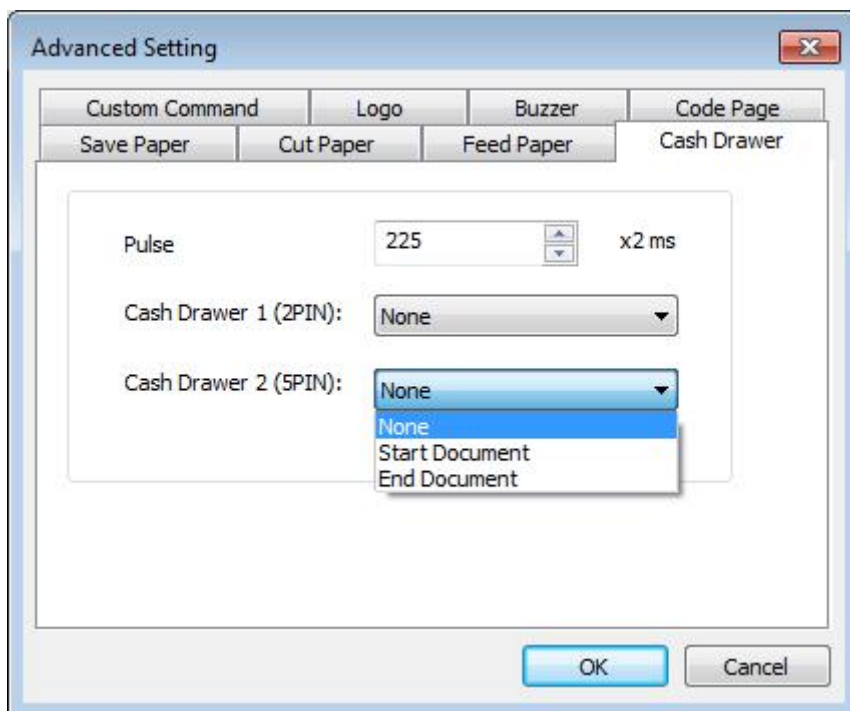 Advanced Setting
Custom Command Logo Buzzer Code Page
Save Paper Cut Paper Feed Paper Cash Drawer
Pulse 225 x2 ms
Cash Drawer 1 (2PIN): None
Cash Drawer 2 (5PIN): None
None
Start Document
End Document
OK Cancel